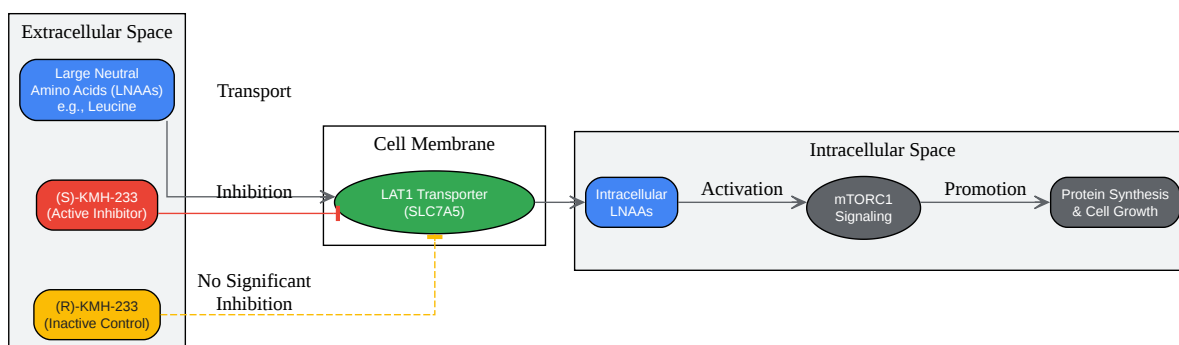 Extracellular Space
Large Neutral
Amino Acids (LNAAs)
e.g., Leucine
Transport
(S)-KMH-233
(Active Inhibitor)
Inhibition
(R)-KMH-233
(Inactive Control)
No Significant
Inhibition
Cell Membrane
LAT1 Transporter
(SLC7A5)
Intracellular Space
Intracellular
LNAAs
Activation
mTORC1
Signaling
Promotion
Protein Synthesis
& Cell Growth